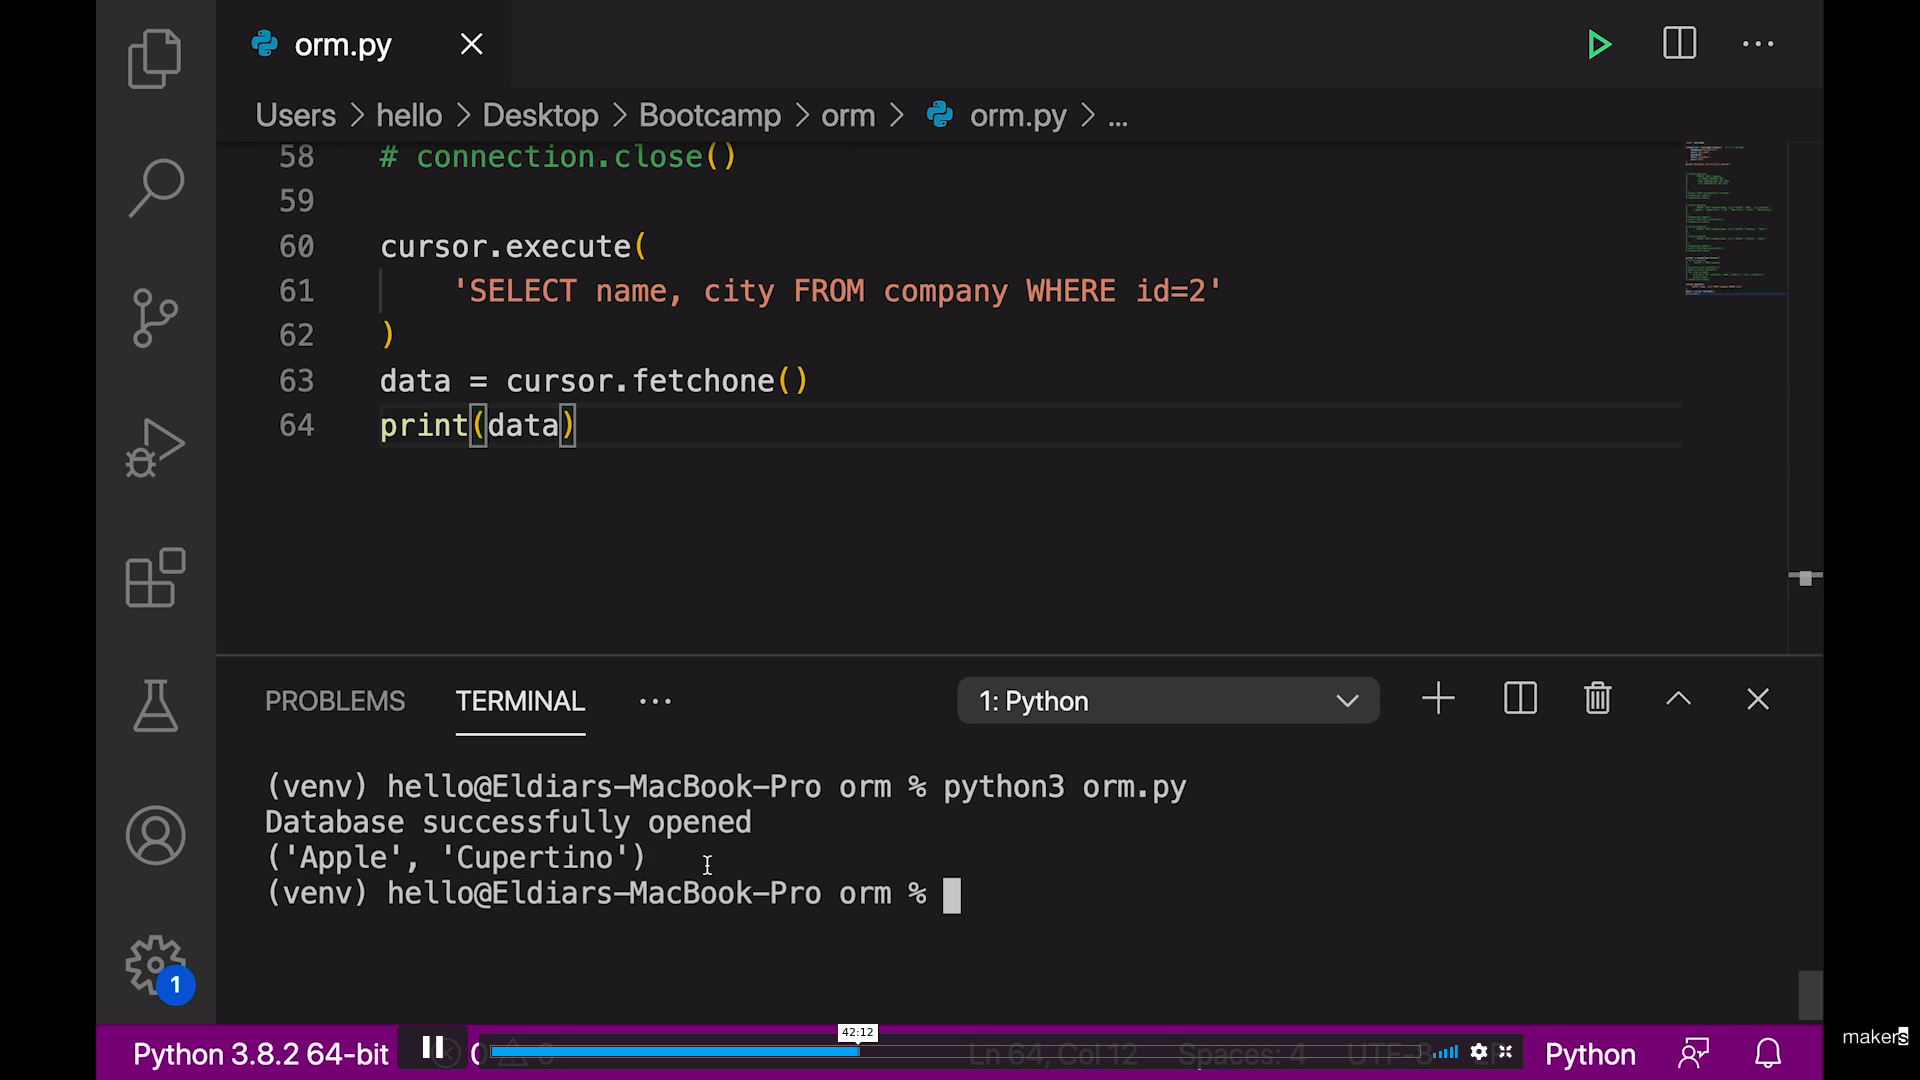 orm.py
Users > hello > Desktop > Bootcamp > orm > orm.py > ...
58 # connection.close()
59
60 cursor.execute(
61 'SELECT name, city FROM company WHERE id=2'
62 )
63 data = cursor.fetchone()
64 print(data)
PROBLEMS TERMINAL ... 1: Python
(venv) hello@Eldiars-MacBook-Pro orm % python3 orm.py
Database successfully opened
('Apple', 'Cupertino')
(venv) hello@Eldiars-MacBook-Pro orm %
1
42:12
Python 3.8.2 64-bit 0 0 Ln 64, Col 12 Spaces: 4 UTF-8 LF Python
makers